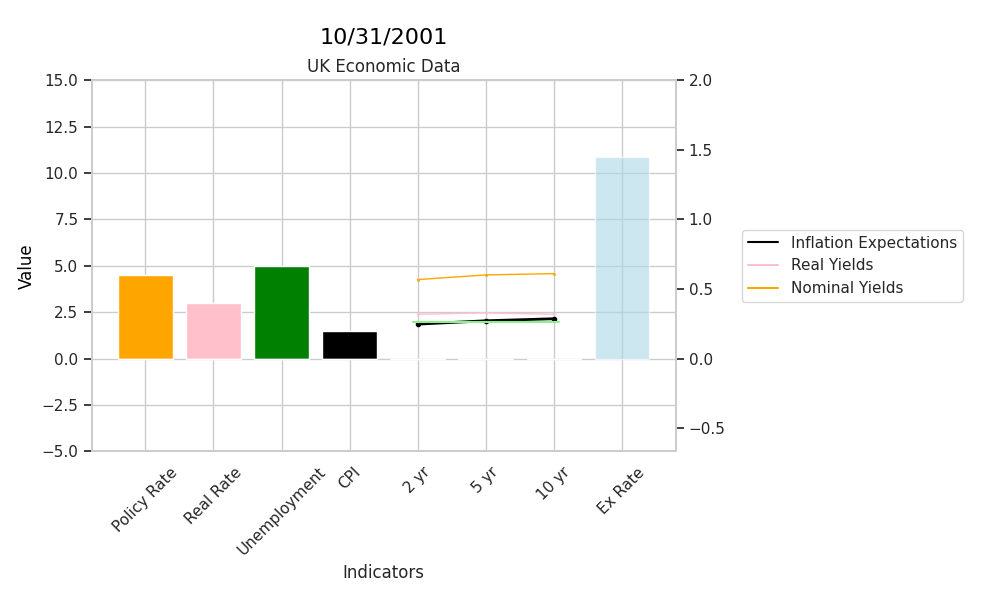 10/31/2001
UK Economic Data
15.0
12.5
10.0
7.5
5.0
2.5
0.0
−2.5
−5.0
Value
2.0
1.5
1.0
0.5
0.0
−0.5
Inflation Expectations
Real Yields
Nominal Yields
Policy Rate
Real Rate
Unemployment
CPI
2 yr
5 yr
10 yr
Ex Rate
Indicators